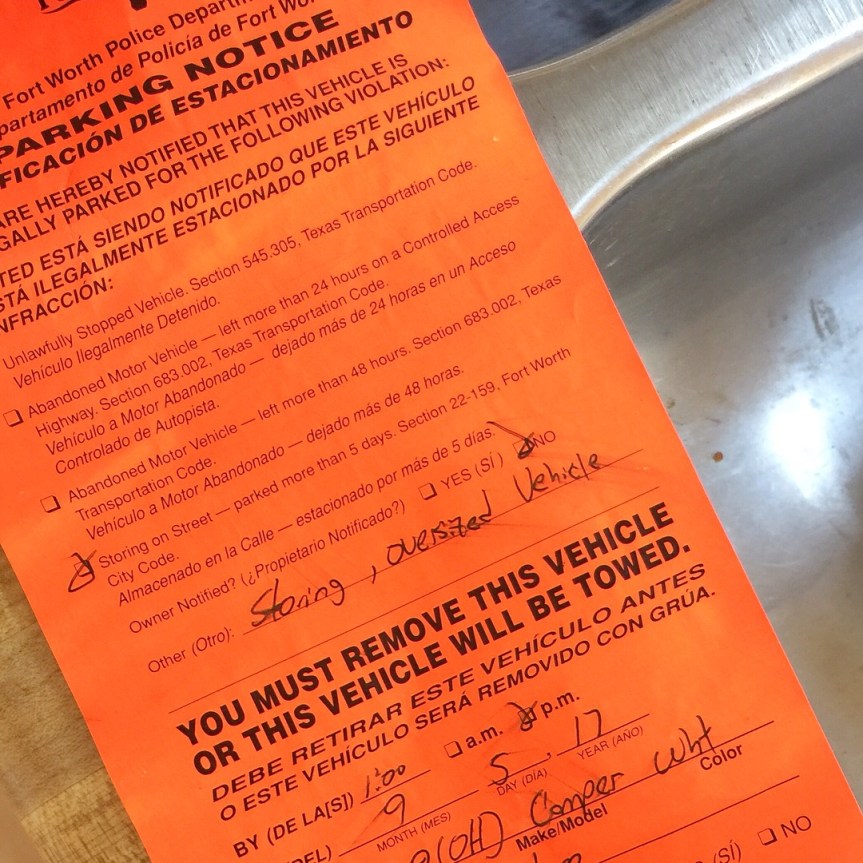 Fort Worth Police Departm
partamento de Policía de Fort Wo
PARKING NOTICE
FICACIÓN DE ESTACIONAMIENTO
ARE HEREBY NOTIFIED THAT THIS VEHICLE IS
GALLY PARKED FOR THE FOLLOWING VIOLATION:
TED ESTÁ SIENDO NOTIFICADO QUE ESTE VEHÍCULO
STÁ ILEGALMENTE ESTACIONADO POR LA SIGUIENTE
NFRACCIÓN:
Unlawfully Stopped Vehicle. Section 545.305, Texas Transportation Code.
Vehículo Ilegalmente Detenido.
Abandoned Motor Vehicle — left more than 24 hours on a Controlled Access
Highway. Section 683.002, Texas Transportation Code.
Vehículo a Motor Abandonado — dejado más de 24 horas en un Acceso
Controlado de Autopista.
Abandoned Motor Vehicle — left more than 48 hours. Section 683.002, Texas
Transportation Code.
Vehículo a Motor Abandonado — dejado más de 48 horas.
Storing on Street — parked more than 5 days. Section 22-159, Fort Worth
City Code.
Almacenado en la Calle — estacionado por más de 5 días.
Owner Notified? (¿Propietario Notificado?) YES (SÍ) NO
Other (Otro): Storing, oversized Vehicle
YOU MUST REMOVE THIS VEHICLE
OR THIS VEHICLE WILL BE TOWED.
DEBE RETIRAR ESTE VEHÍCULO ANTES
O ESTE VEHÍCULO SERÁ REMOVIDO CON GRÚA.
BY (DE LA[S]) 1:00 a.m. p.m.
DEL) 9 5, 17
MONTH (MES) DAY (DÍA) YEAR (AÑO)
(OH) Camper Wht
Make/Model Color
(SÍ) NO